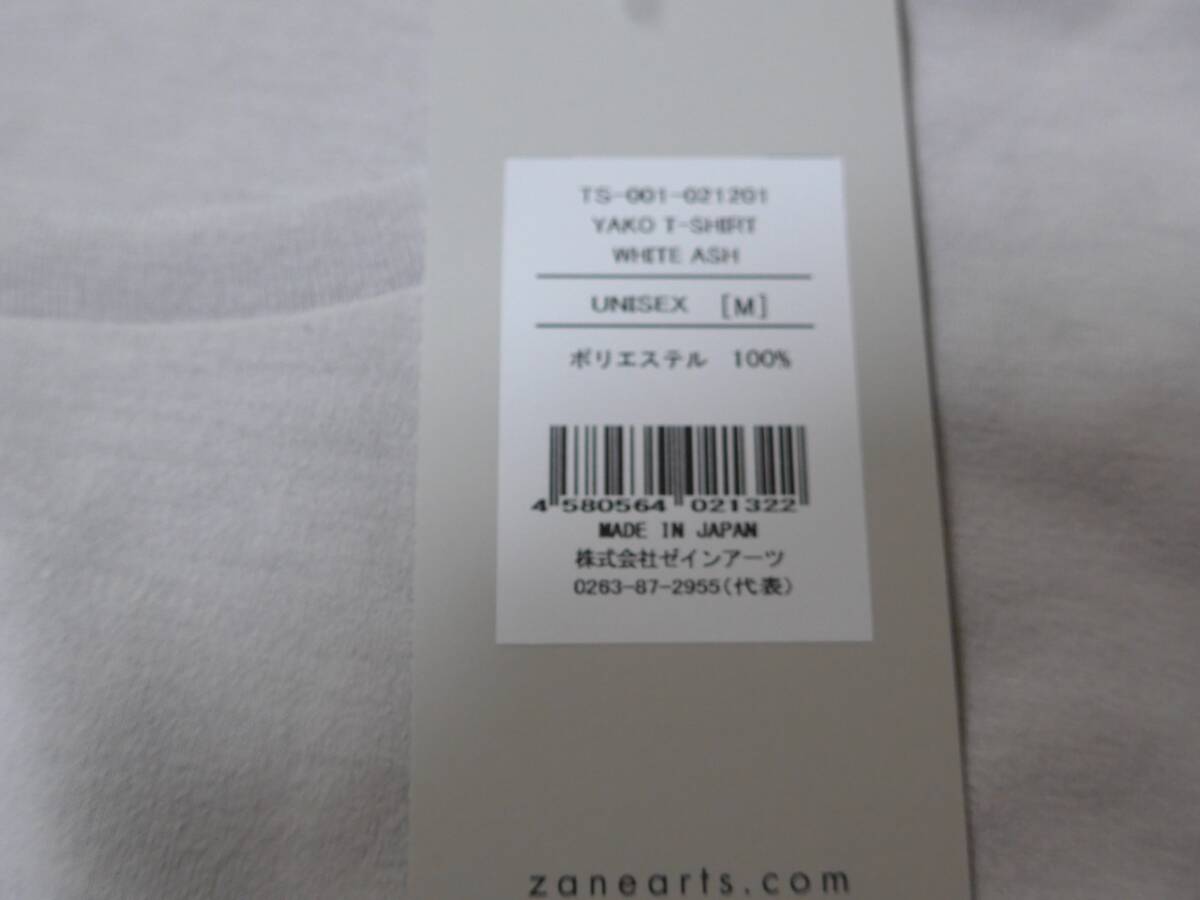 TS-001-021201
YAKO T-SHIRT
WHITE ASH
UNISEX [M]
ポリエステル 100%
4 580564 021322
MADE IN JAPAN
株式会社ゼインアーツ
0263-87-2955(代表)
zanearts.com